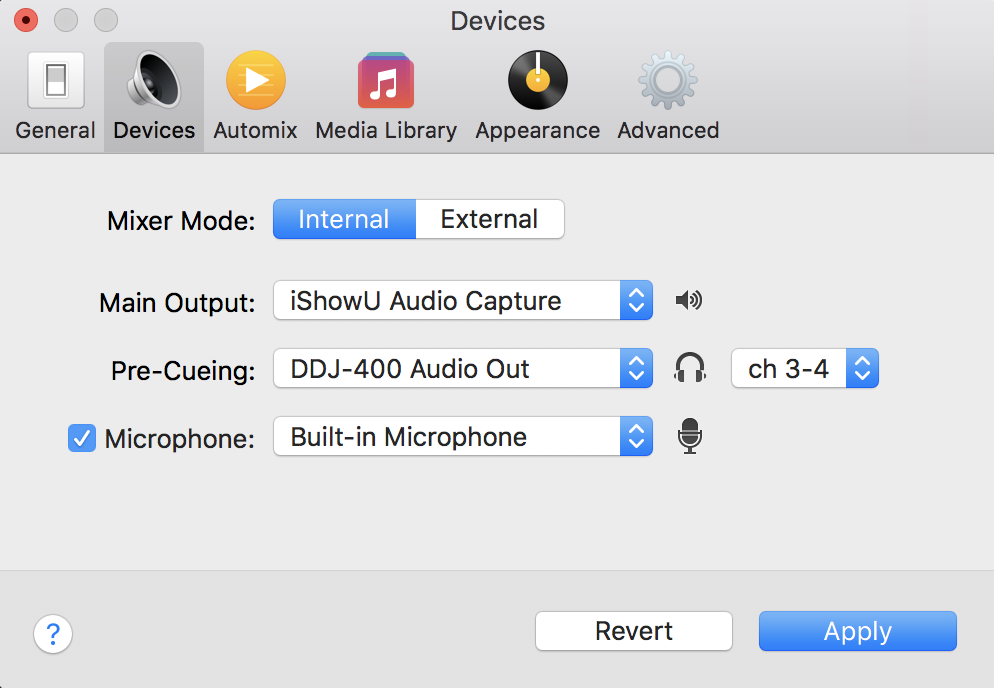 Devices
General Devices Automix Media Library Appearance Advanced
Mixer Mode: Internal External
Main Output: iShowU Audio Capture
Pre-Cueing: DDJ-400 Audio Out ch 3-4
Microphone: Built-in Microphone
? Revert Apply